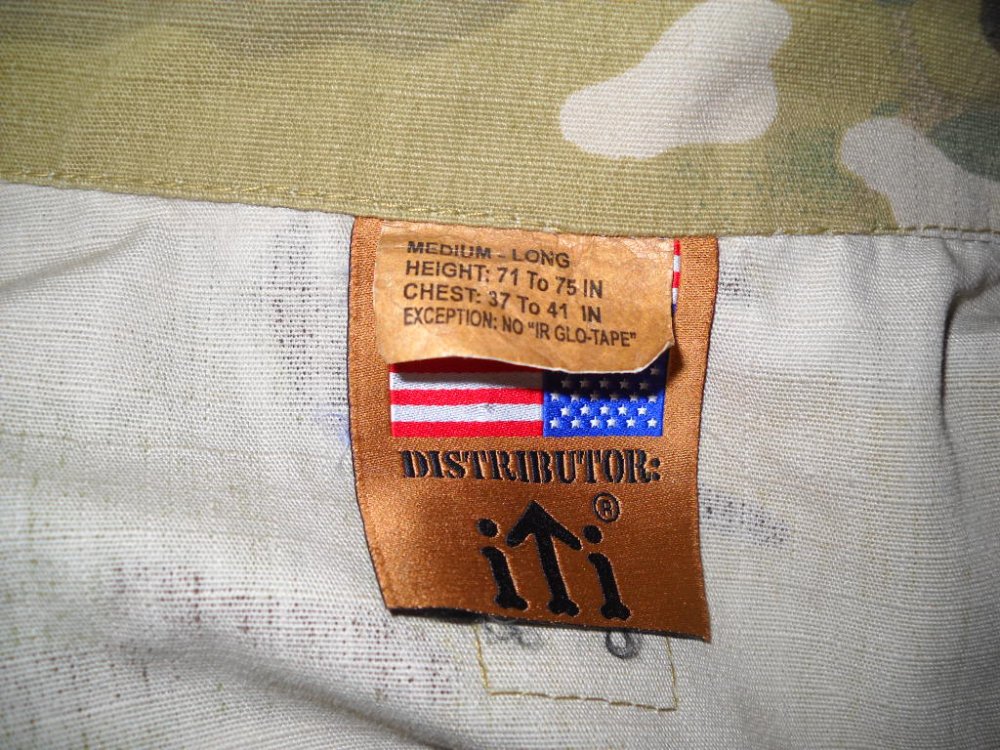 MEDIUM - LONG
HEIGHT: 71 To 75 IN
CHEST: 37 To 41 IN
EXCEPTION: NO "IR GLO-TAPE"
DISTRIBUTOR:
iTi®